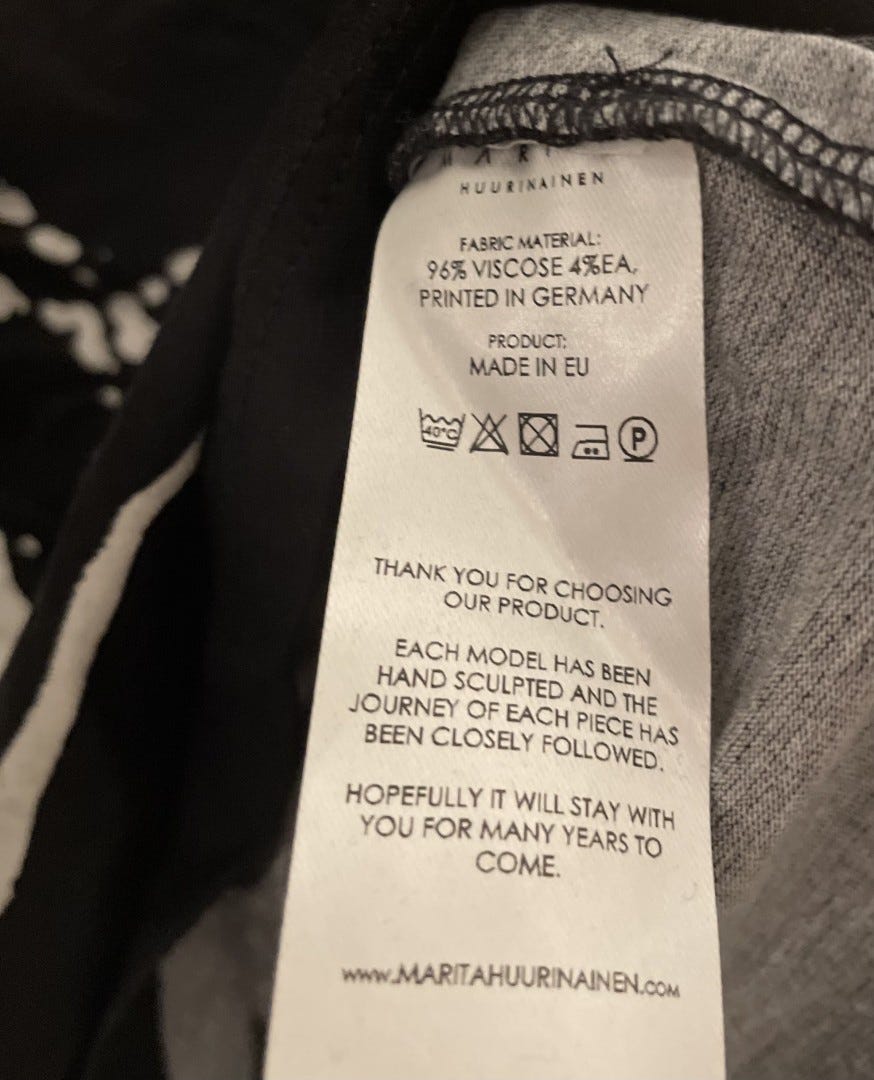 HUURINAINEN
FABRIC MATERIAL:
96% VISCOSE 4%EA,
PRINTED IN GERMANY
PRODUCT:
MADE IN EU
40°C P
THANK YOU FOR CHOOSING
OUR PRODUCT.
EACH MODEL HAS BEEN
HAND SCULPTED AND THE
JOURNEY OF EACH PIECE HAS
BEEN CLOSELY FOLLOWED.
HOPEFULLY IT WILL STAY WITH
YOU FOR MANY YEARS TO
COME.
www.MARITAHUURINAINEN.COM